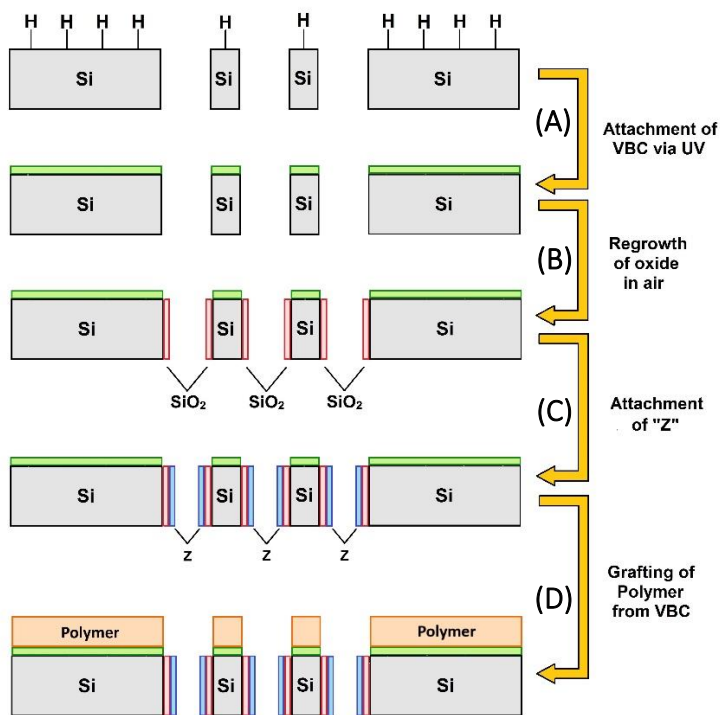 H H H H H H H H H H
Si Si Si Si
(A)
Attachment of
VBC via UV
Si Si Si Si
(B)
Regrowth
of oxide
in air
Si Si Si Si
SiO₂ SiO₂ SiO₂
(C)
Attachment
of "Z"
Si Si Si Si
Z Z Z
(D)
Grafting of
Polymer
from VBC
Polymer Polymer
Si Si Si Si